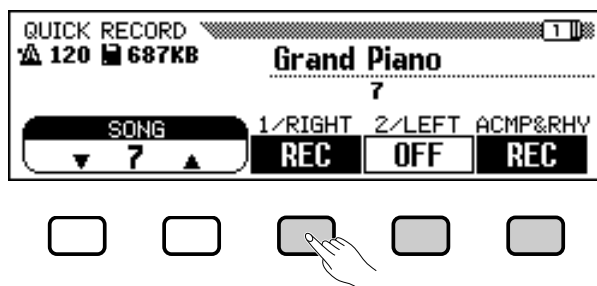 QUICK RECORD 1
120 687KB Grand Piano
7
SONG 1/RIGHT 2/LEFT ACMP&RHY
▼ 7 ▲ REC OFF REC